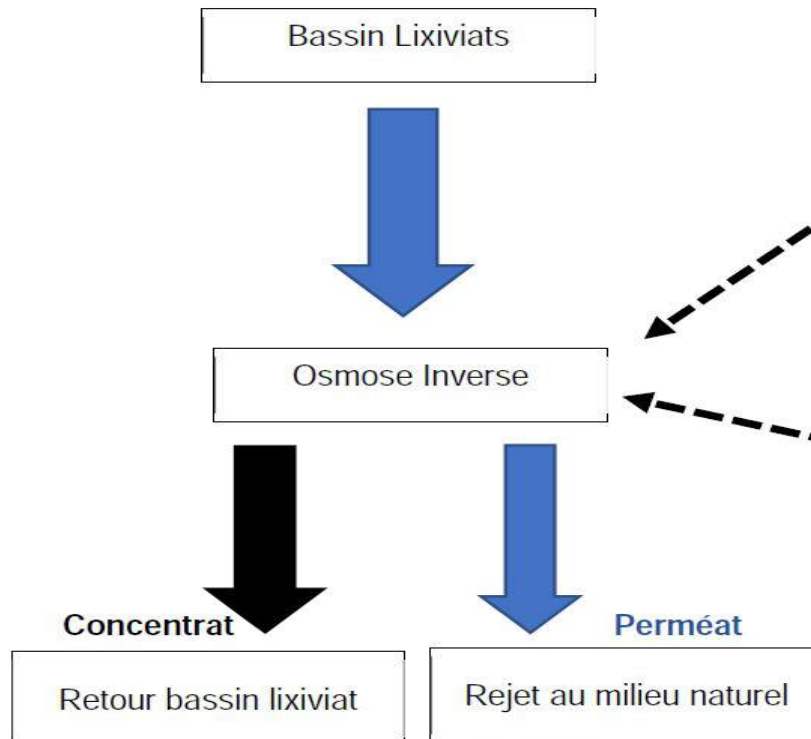 Bassin Lixiviats
Osmose Inverse
Concentrat
Perméat
Retour bassin lixiviat
Rejet au milieu naturel